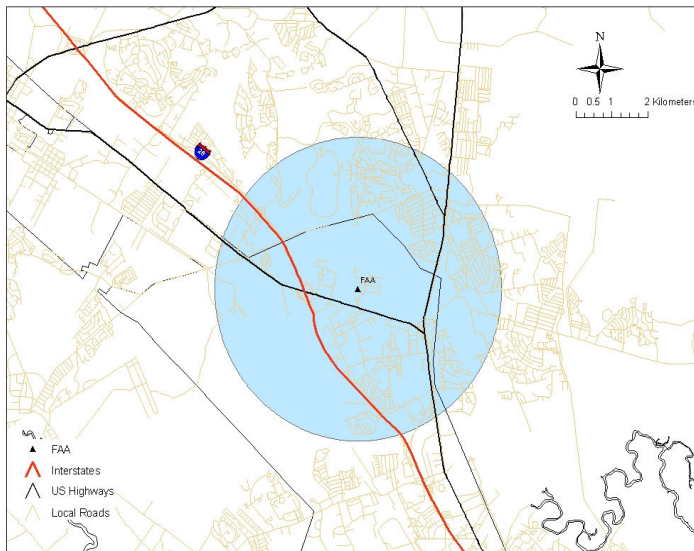 N
0 0.5 1 2 Kilometers
FAA
FAA
Interstates
US Highways
Local Roads